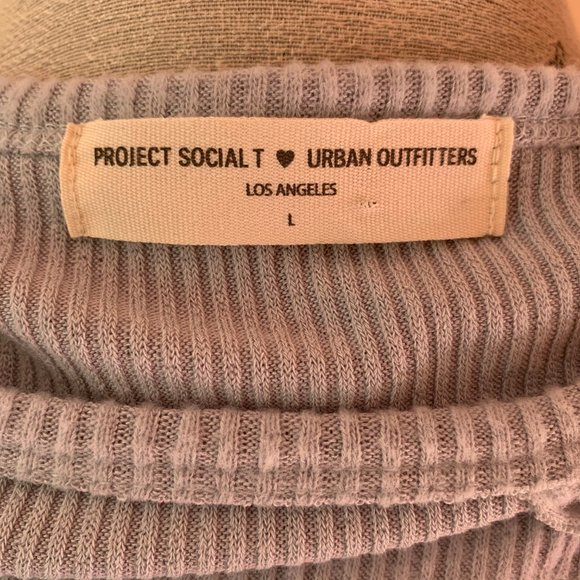 PROJECT SOCIAL T ♥ URBAN OUTFITTERS
LOS ANGELES
L